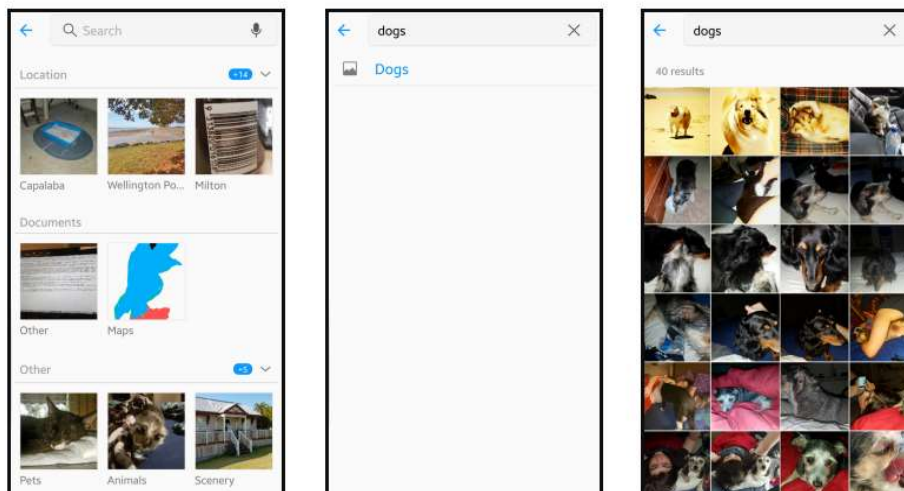 Search
Location
+14
Capalaba
Wellington Po...
Milton
Documents
Other
Maps
Other
+5
Pets
Animals
Scenery
dogs
Dogs
dogs
40 results